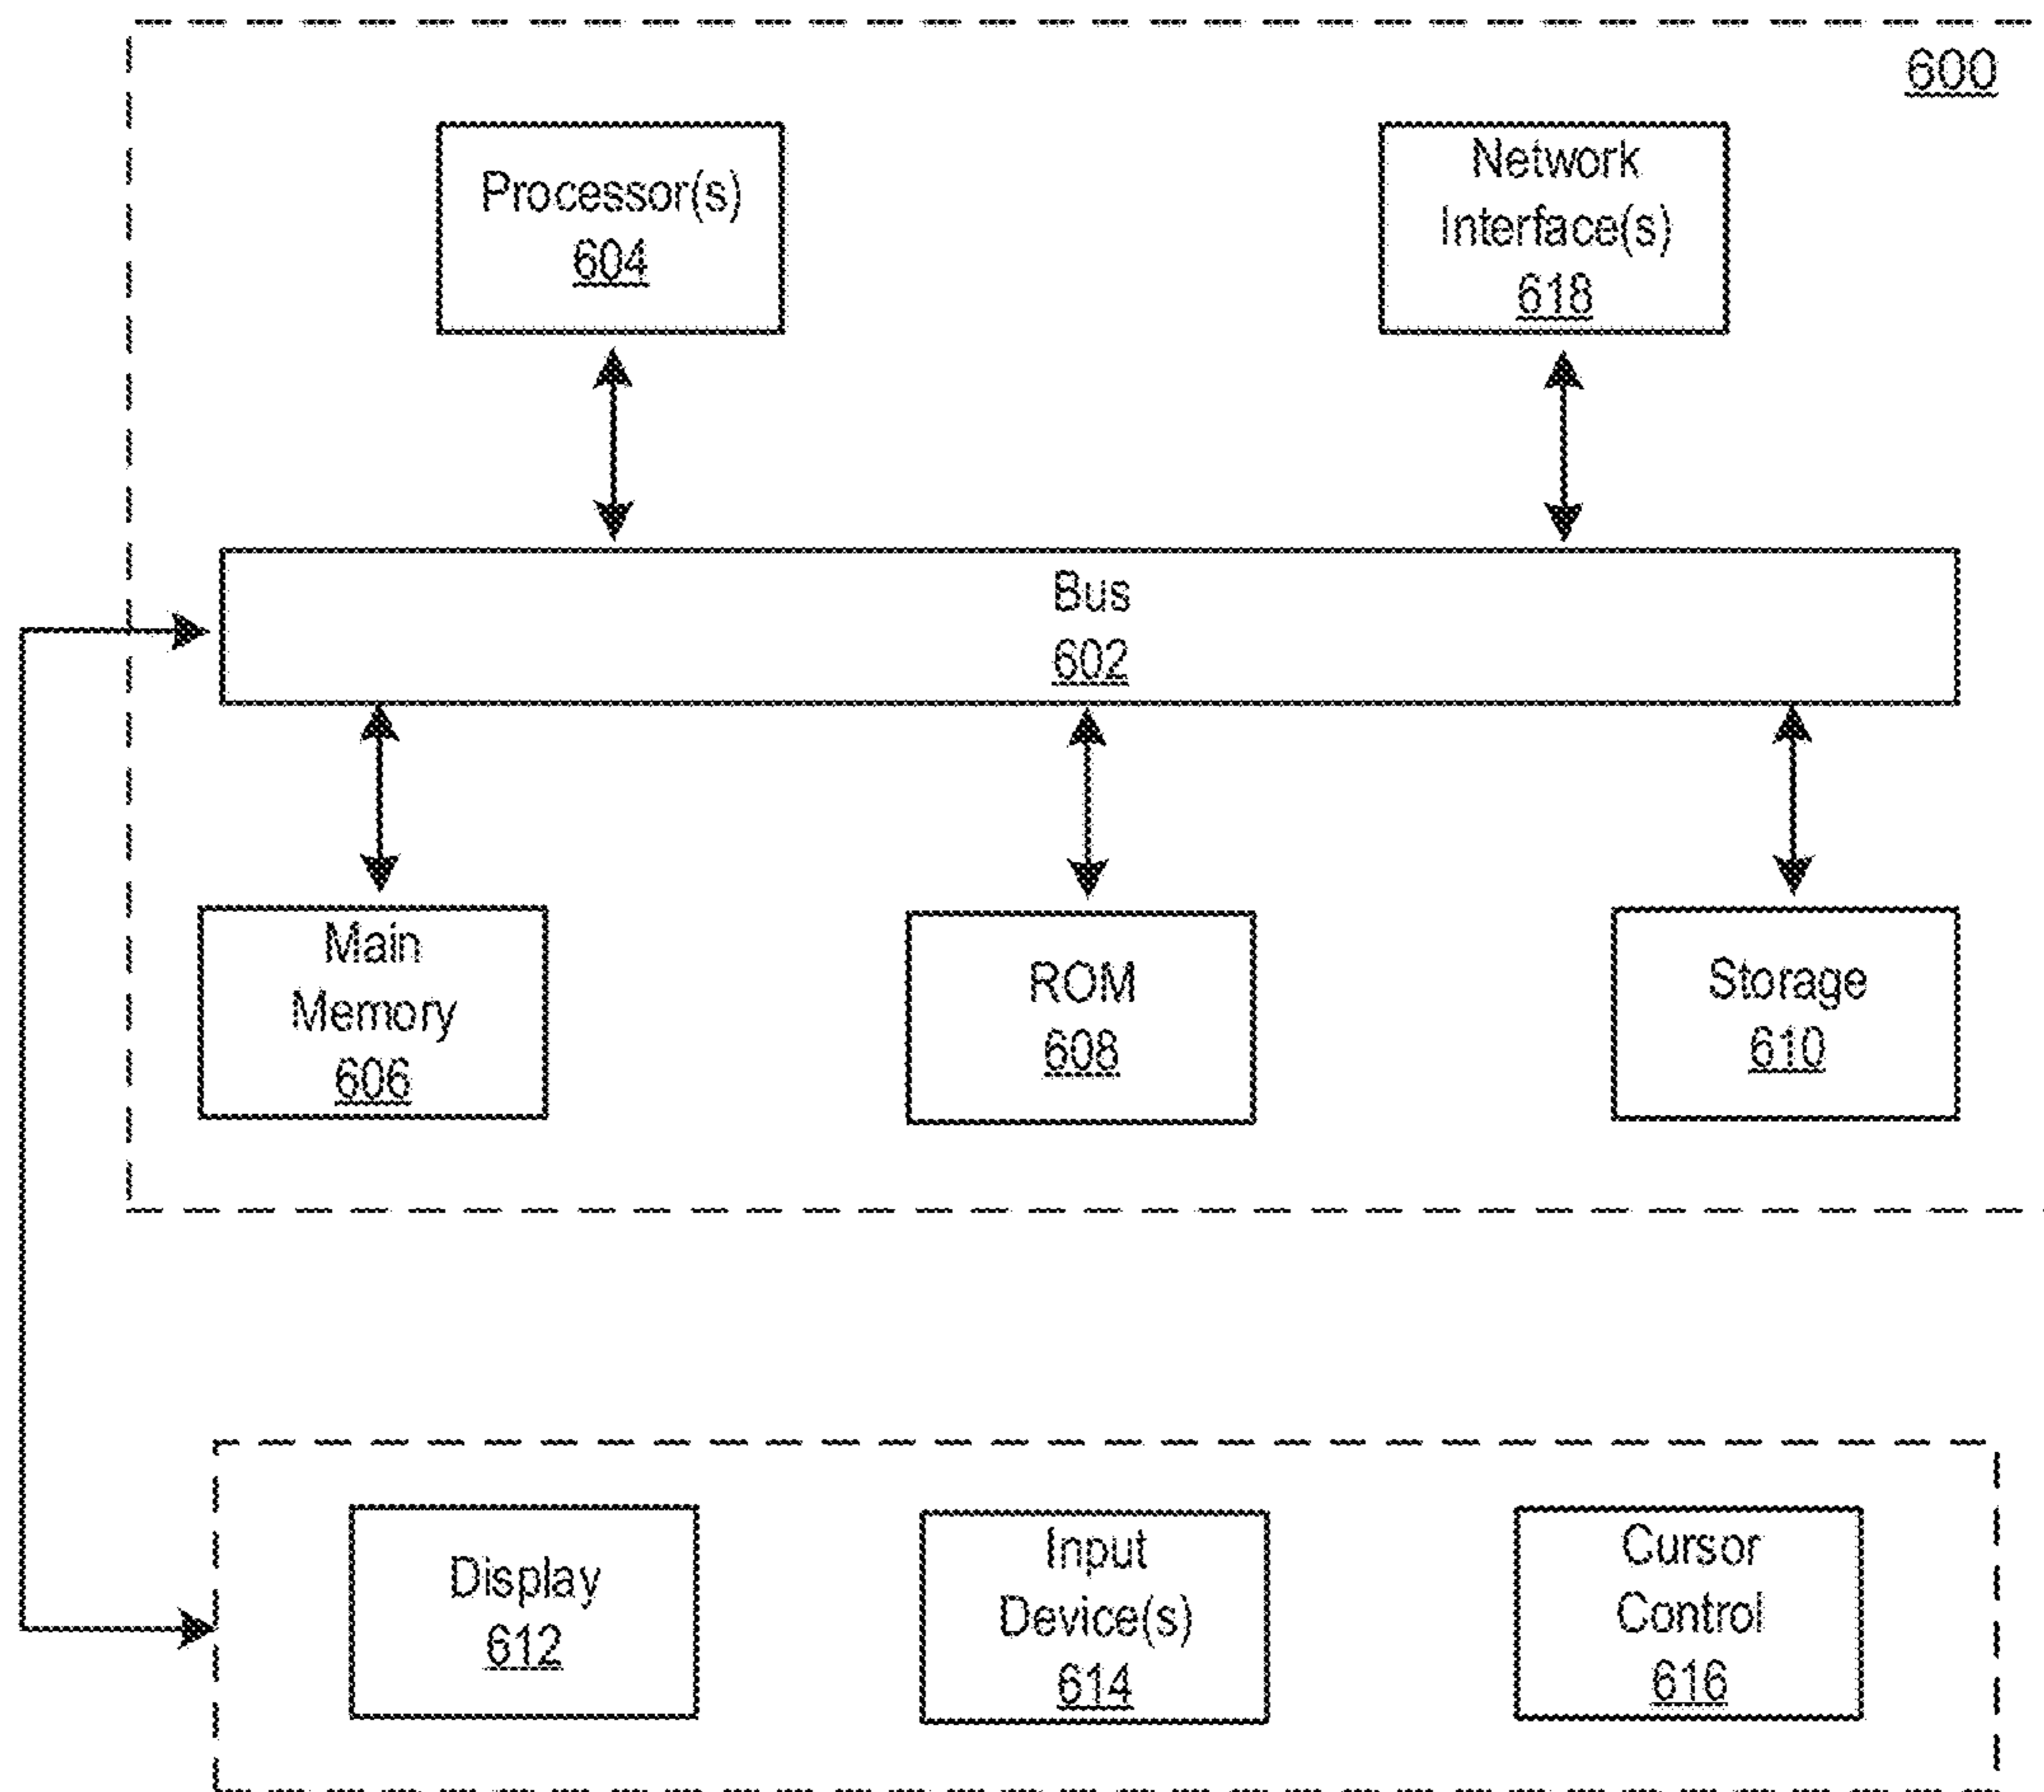 600
Processor(s)
604
Network
Interface(s)
618
Bus
602
Main
Memory
606
ROM
608
Storage
610
Display
612
Input
Device(s)
614
Cursor
Control
616